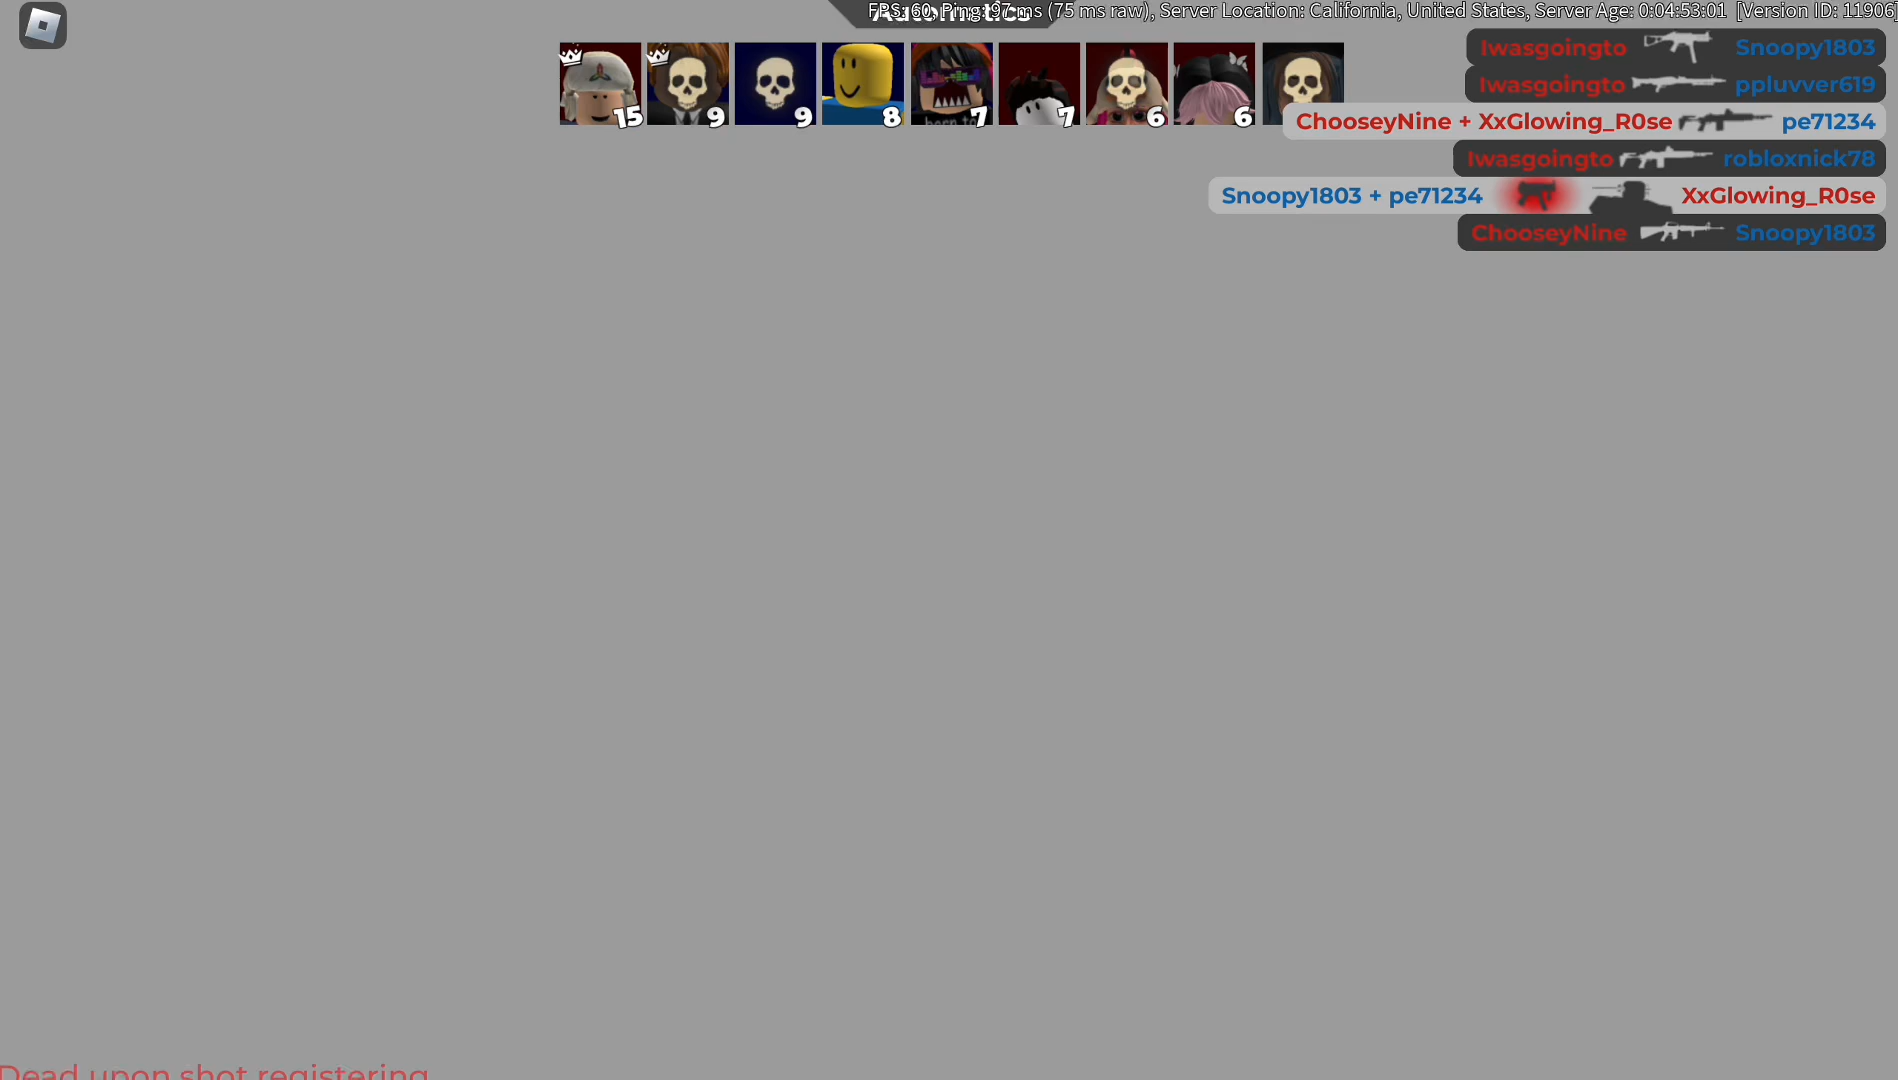 Automatics
FPS: 60, Ping: 97 ms (75 ms raw), Server Location: California, United States, Server Age: 0:04:53:01 [Version ID: 11906]
15 9 9 8 7 7 6 6
Iwasgoingto Snoopy1803
Iwasgoingto ppluvver619
ChooseyNine + XxGlowing_R0se pe71234
Iwasgoingto robloxnick78
Snoopy1803 + pe71234 XxGlowing_R0se
ChooseyNine Snoopy1803
Dead upon shot registering